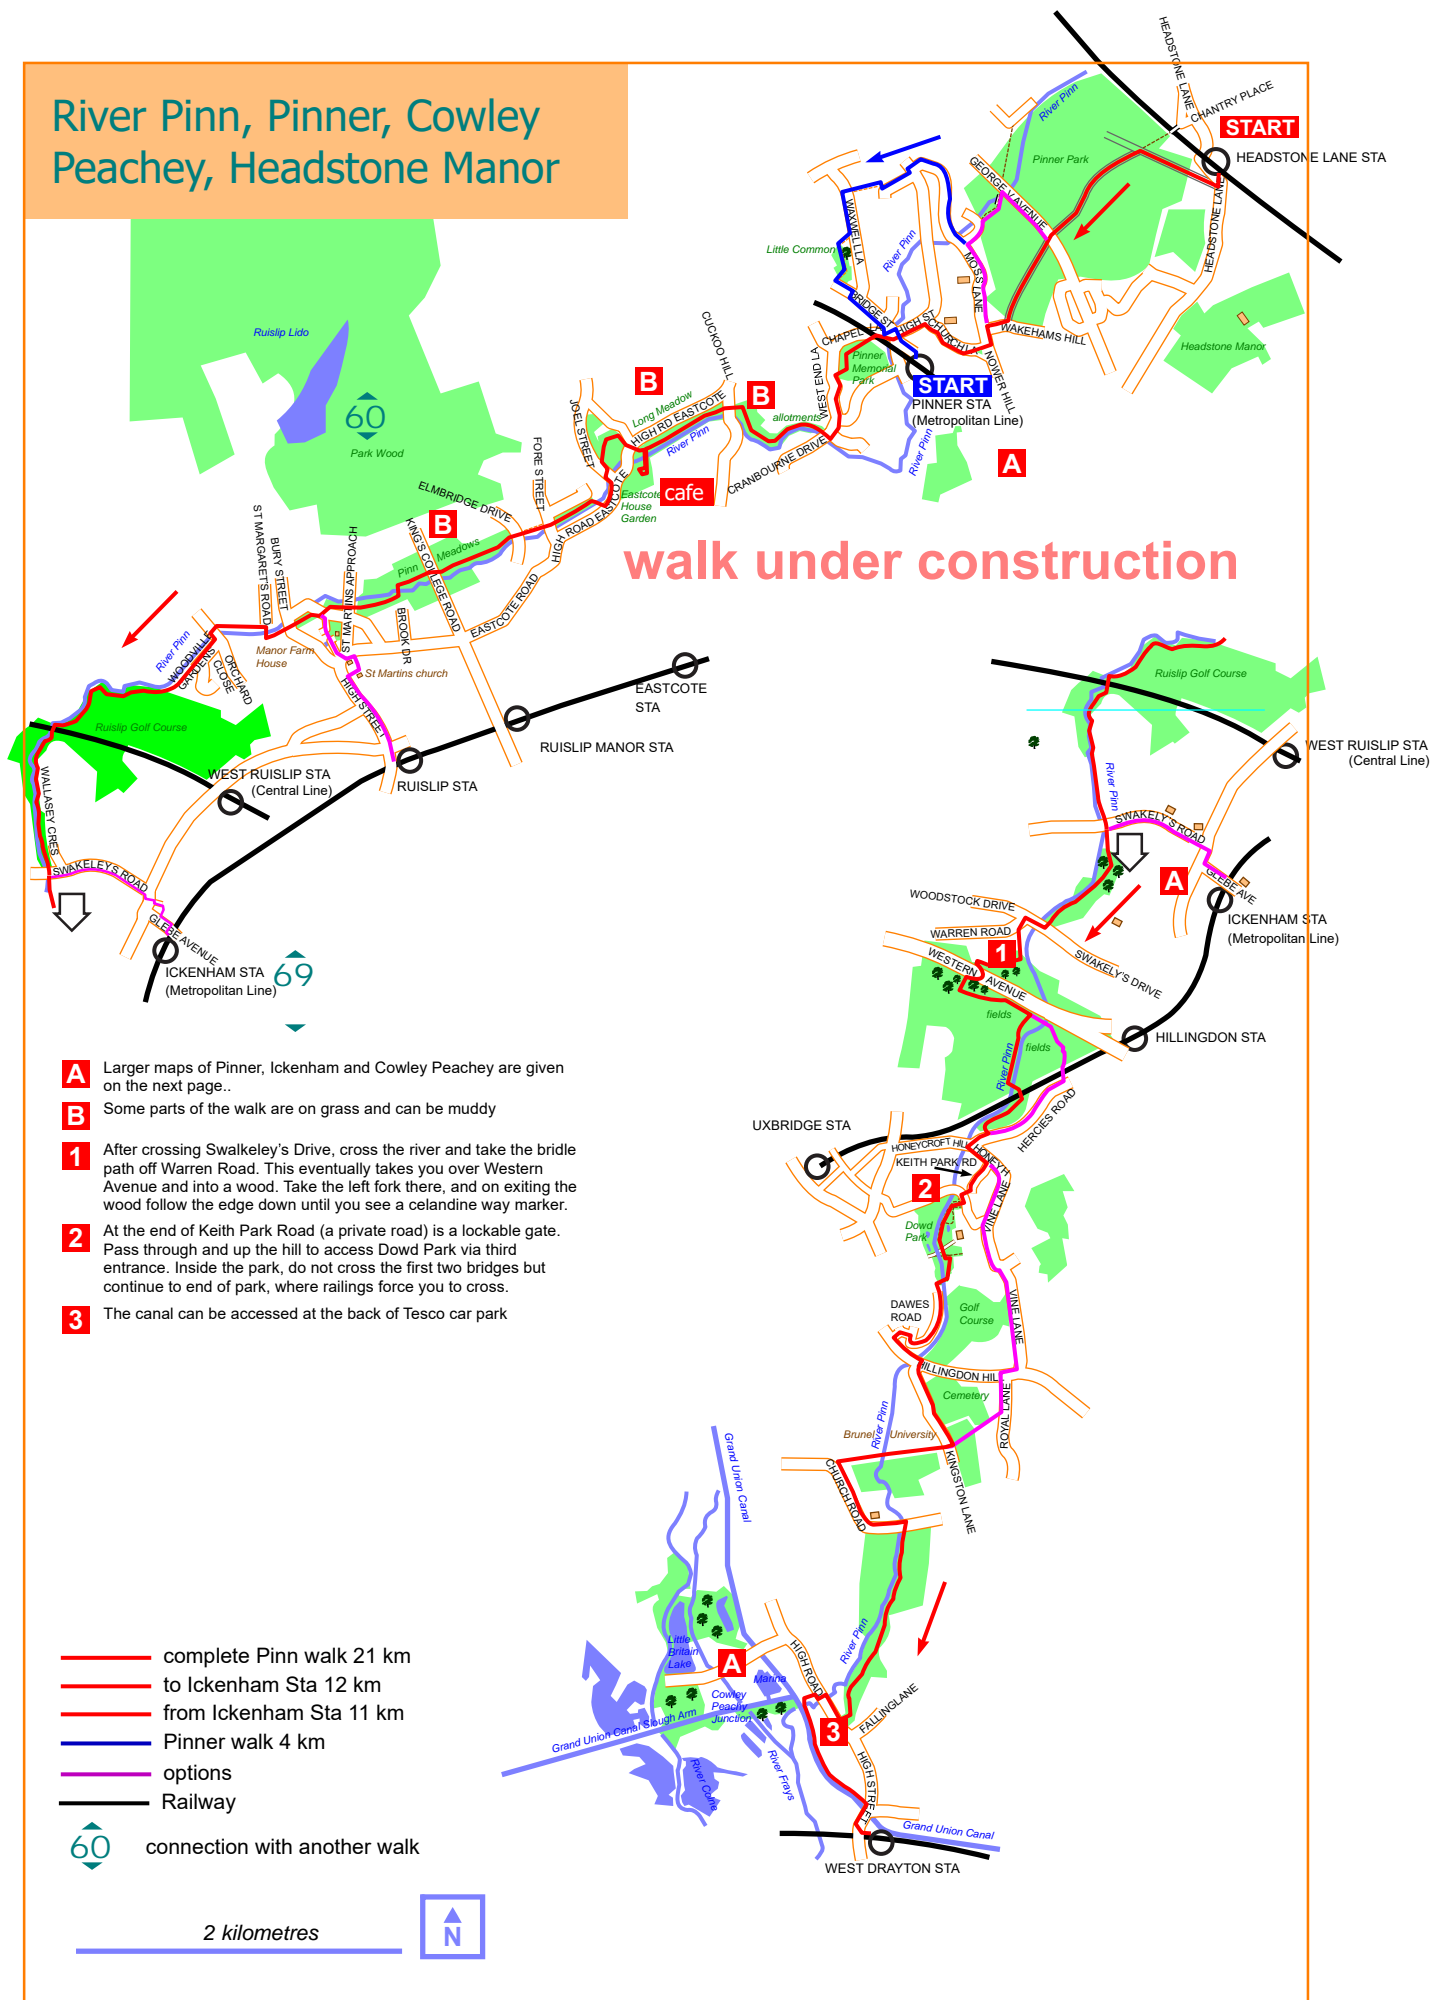 River Pinn, Pinner, Cowley
Peachey, Headstone Manor
HEADSTONE LANE
CHANTRY PLACE
START
HEADSTONE LANE STA
River Pinn
Pinner Park
GEORGE V AVENUE
HEADSTONE LANE
WAXWELL LA
Little Common
River Pinn
MOSS LANE
BRIDGE ST
CHAPEL LA
HIGH ST
CHURCH LA
WAKEHAMS HILL
NOWER HILL
Headstone Manor
Pinner
Memorial
Park
START
PINNER STA
(Metropolitan Line)
WEST END LA
River Pinn
A
CUCKOO HILL
B
B
Long Meadow
HIGH RD EASTCOTE
River Pinn
allotments
CRANBOURNE DRIVE
JOEL STREET
cafe
Eastcote
House
Garden
HIGH ROAD EASTCOTE
FORE STREET
ELMBRIDGE DRIVE
B
Ruislip Lido
60
Park Wood
walk under construction
KING'S COLLEGE ROAD
Pinn
Meadows
EASTCOTE ROAD
ST MARTINS APPROACH
BROOK DR
BURY STREET
ST MARGARET'S ROAD
Manor Farm
House
St Martins church
HIGH STREET
River Pinn
WOODVILLE
GARDENS
ORCHARD
CLOSE
Ruislip Golf Course
EASTCOTE
STA
RUISLIP MANOR STA
RUISLIP STA
WEST RUISLIP STA
(Central Line)
WALLASEY CRES
SWAKELEYS ROAD
GLEBE AVENUE
ICKENHAM STA
(Metropolitan Line)
69
Ruislip Golf Course
WEST RUISLIP STA
(Central Line)
River Pinn
SWAKELY'S ROAD
GLEBE AVE
A
ICKENHAM STA
(Metropolitan Line)
WOODSTOCK DRIVE
WARREN ROAD
1
SWAKELY'S DRIVE
WESTERN
AVENUE
fields
fields
River Pinn
HILLINGDON STA
HERCIES ROAD
UXBRIDGE STA
HONEYCROFT HILL
HONEYH
KEITH PARK RD
2
VINE LANE
Dowd
Park
DAWES
ROAD
Golf
Course
VINE LANE
HILLINGDON HIL
Cemetery
ROYAL LANE
River Pinn
Brunel University
KINGSTON LANE
CHURCH ROAD
Grand Union Canal
River Pinn
Little
Britain
Lake
A
Marina
HIGH ROAD
Cowley
Peachy
Junction
Grand Union Canal Slough Arm
3
FALLINGLANE
River Colne
River Frays
HIGH STREET
Grand Union Canal
WEST DRAYTON STA
A Larger maps of Pinner, Ickenham and Cowley Peachey are given
on the next page..
B Some parts of the walk are on grass and can be muddy
1 After crossing Swalkeley's Drive, cross the river and take the bridle
path off Warren Road. This eventually takes you over Western
Avenue and into a wood. Take the left fork there, and on exiting the
wood follow the edge down until you see a celandine way marker.
2 At the end of Keith Park Road (a private road) is a lockable gate.
Pass through and up the hill to access Dowd Park via third
entrance. Inside the park, do not cross the first two bridges but
continue to end of park, where railings force you to cross.
3 The canal can be accessed at the back of Tesco car park
complete Pinn walk 21 km
to Ickenham Sta 12 km
from Ickenham Sta 11 km
Pinner walk 4 km
options
Railway
60 connection with another walk
2 kilometres
N